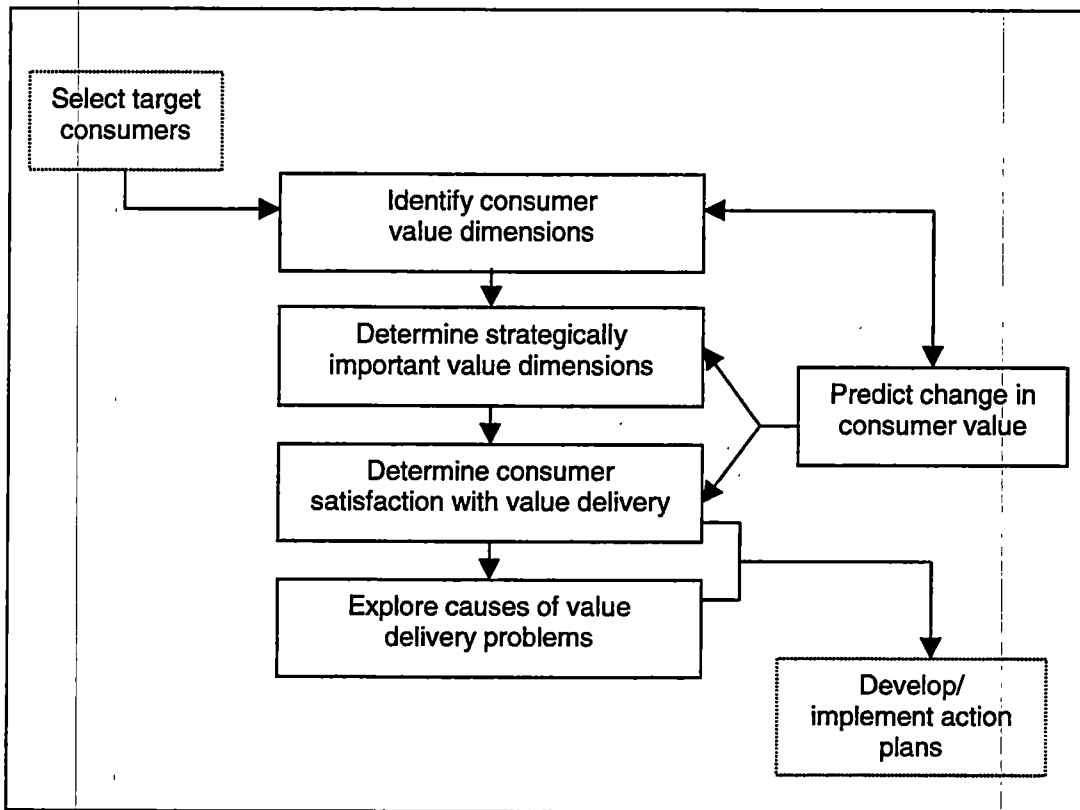 Select target
consumers
Identify consumer
value dimensions
Determine strategically
important value dimensions
Predict change in
consumer value
Determine consumer
satisfaction with value delivery
Explore causes of value
delivery problems
Develop/
implement action
plans